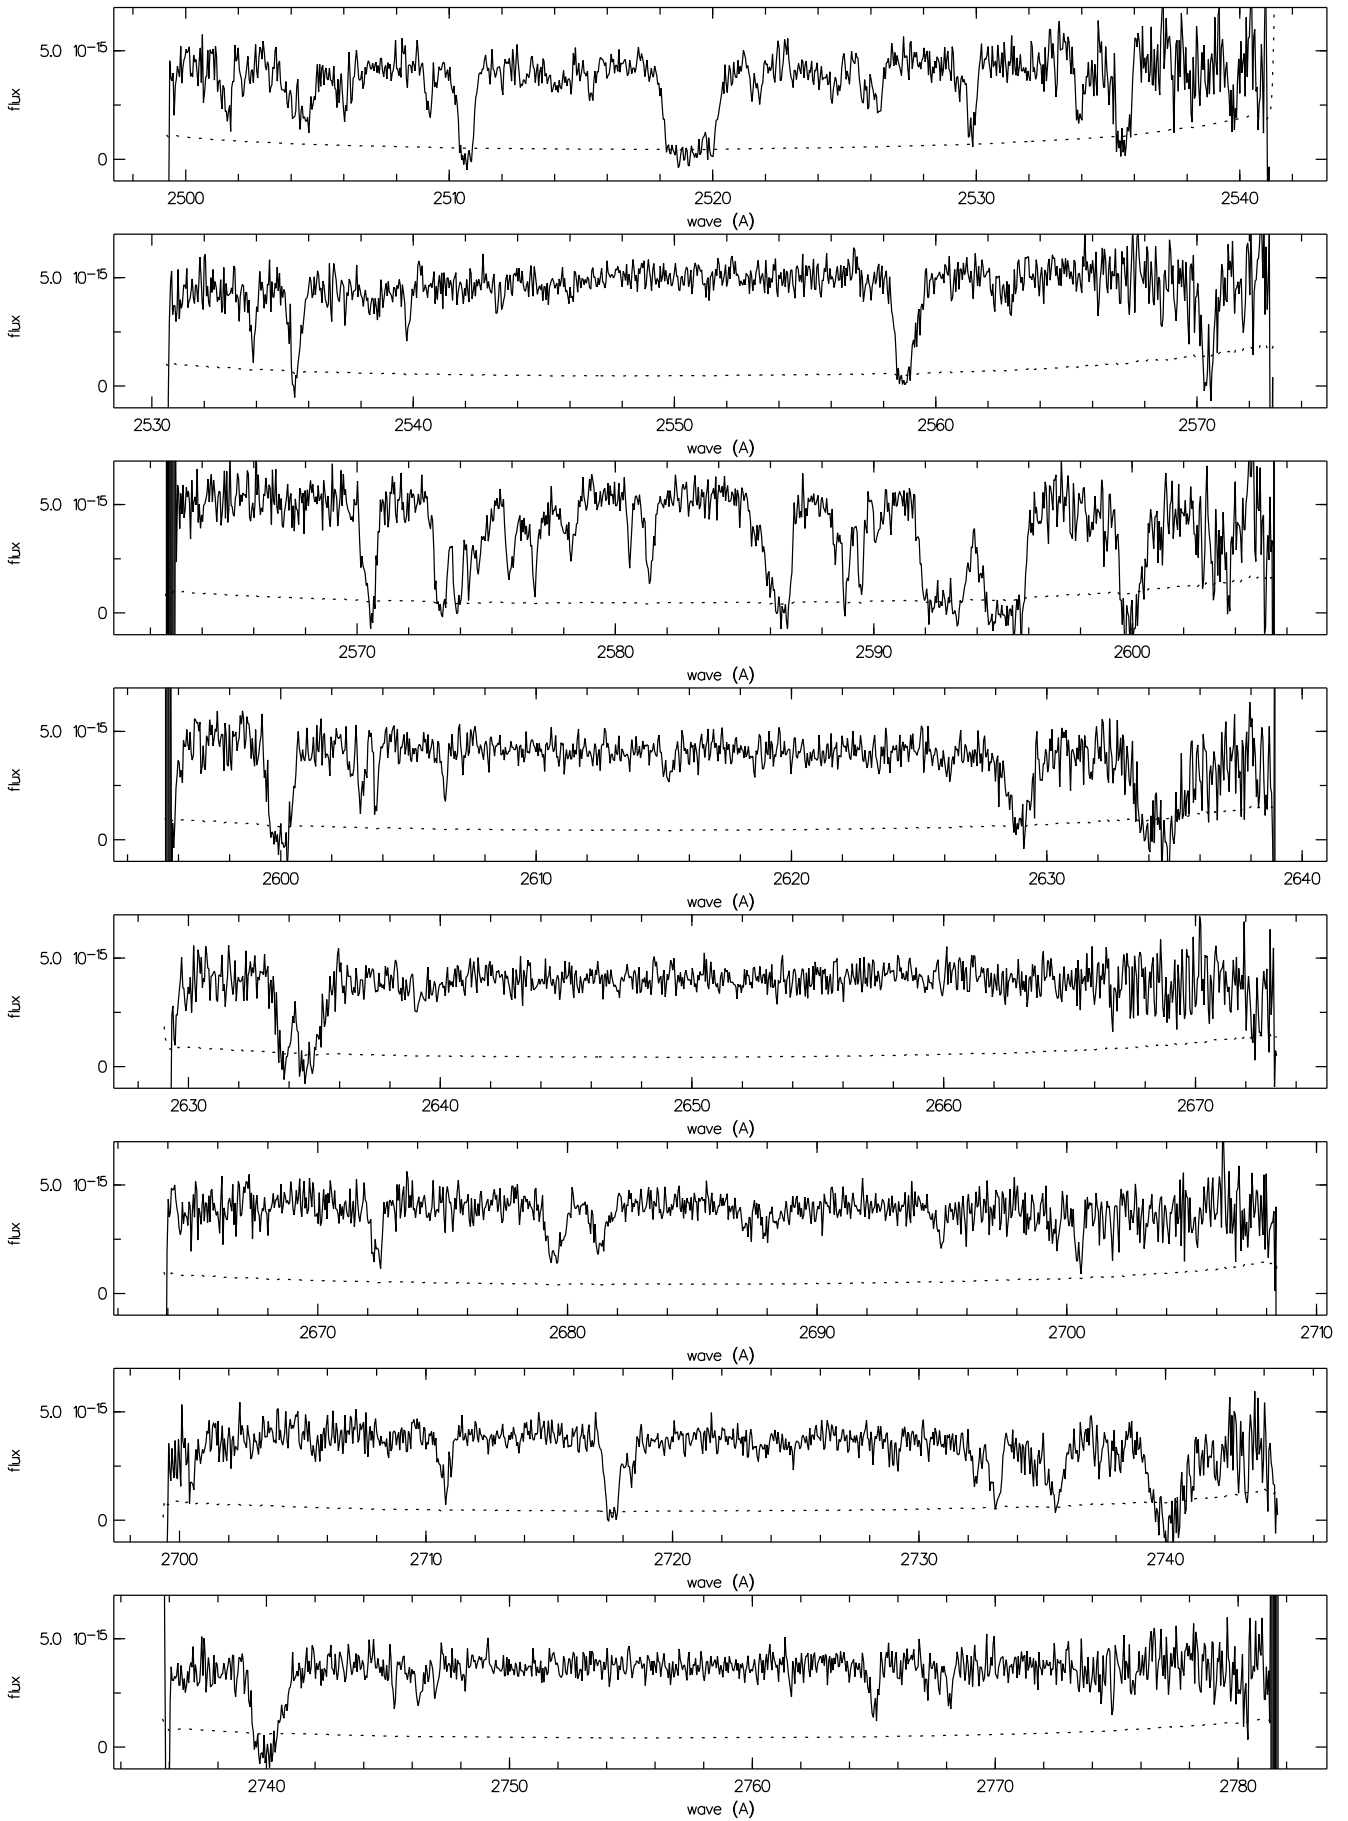 5.0 10⁻¹⁵
flux
0
2500 2510 2520 2530 2540
wave (A)
5.0 10⁻¹⁵
flux
0
2530 2540 2550 2560 2570
wave (A)
5.0 10⁻¹⁵
flux
0
2570 2580 2590 2600
wave (A)
5.0 10⁻¹⁵
flux
0
2600 2610 2620 2630 2640
wave (A)
5.0 10⁻¹⁵
flux
0
2630 2640 2650 2660 2670
wave (A)
5.0 10⁻¹⁵
flux
0
2670 2680 2690 2700 2710
wave (A)
5.0 10⁻¹⁵
flux
0
2700 2710 2720 2730 2740
wave (A)
5.0 10⁻¹⁵
flux
0
2740 2750 2760 2770 2780
wave (A)